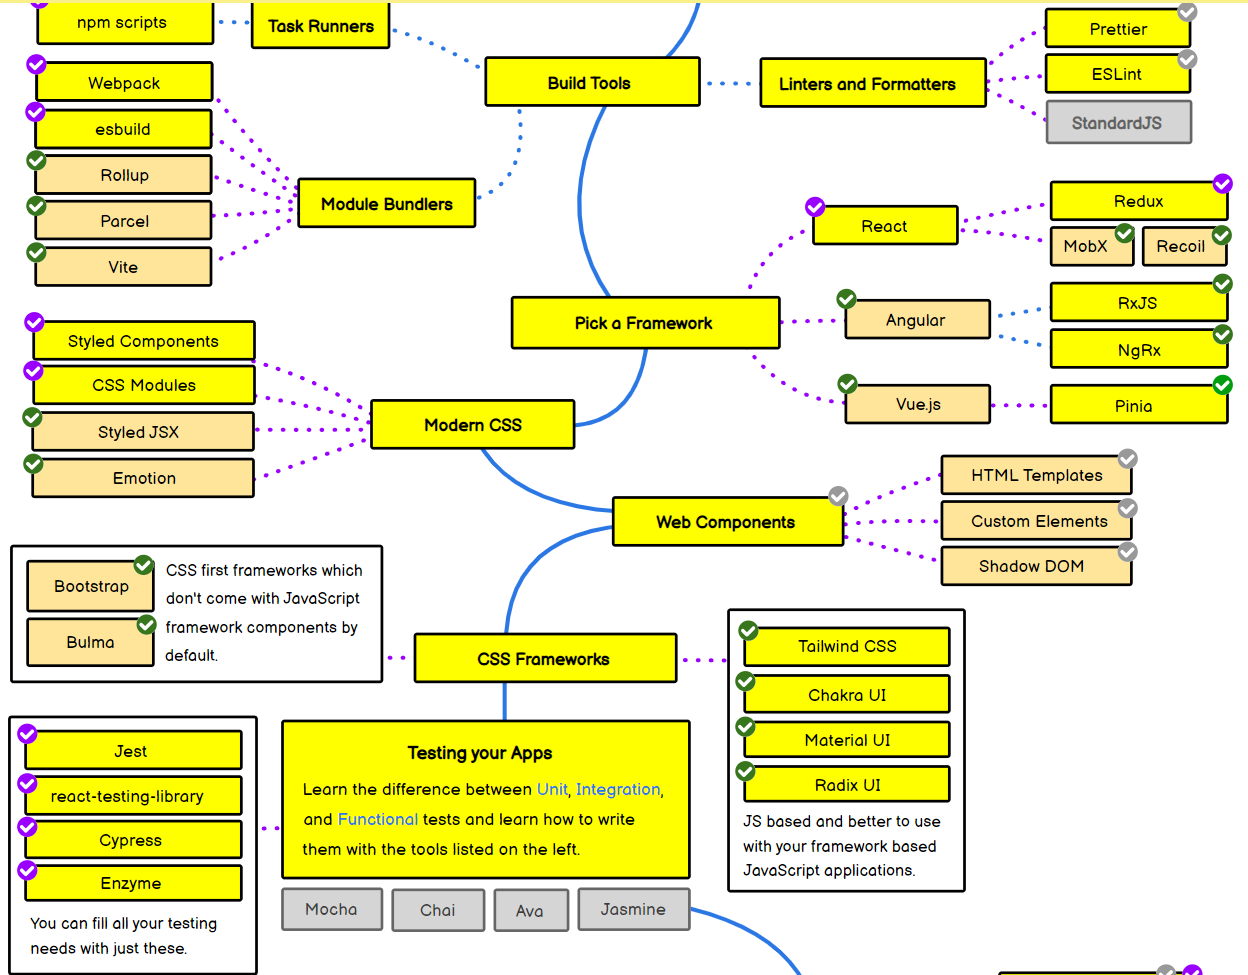 npm scripts
Task Runners
Build Tools
Linters and Formatters
Prettier
ESLint
StandardJS
Webpack
esbuild
Rollup
Parcel
Vite
Module Bundlers
React
Redux
MobX
Recoil
Pick a Framework
Angular
RxJS
NgRx
Vue.js
Pinia
Styled Components
CSS Modules
Styled JSX
Emotion
Modern CSS
Web Components
HTML Templates
Custom Elements
Shadow DOM
Bootstrap
Bulma
CSS first frameworks which
don't come with JavaScript
framework components by
default.
CSS Frameworks
Tailwind CSS
Chakra UI
Material UI
Radix UI
JS based and better to use
with your framework based
JavaScript applications.
Jest
react-testing-library
Cypress
Enzyme
You can fill all your testing
needs with just these.
Testing your Apps
Learn the difference between Unit, Integration,
and Functional tests and learn how to write
them with the tools listed on the left.
Mocha
Chai
Ava
Jasmine